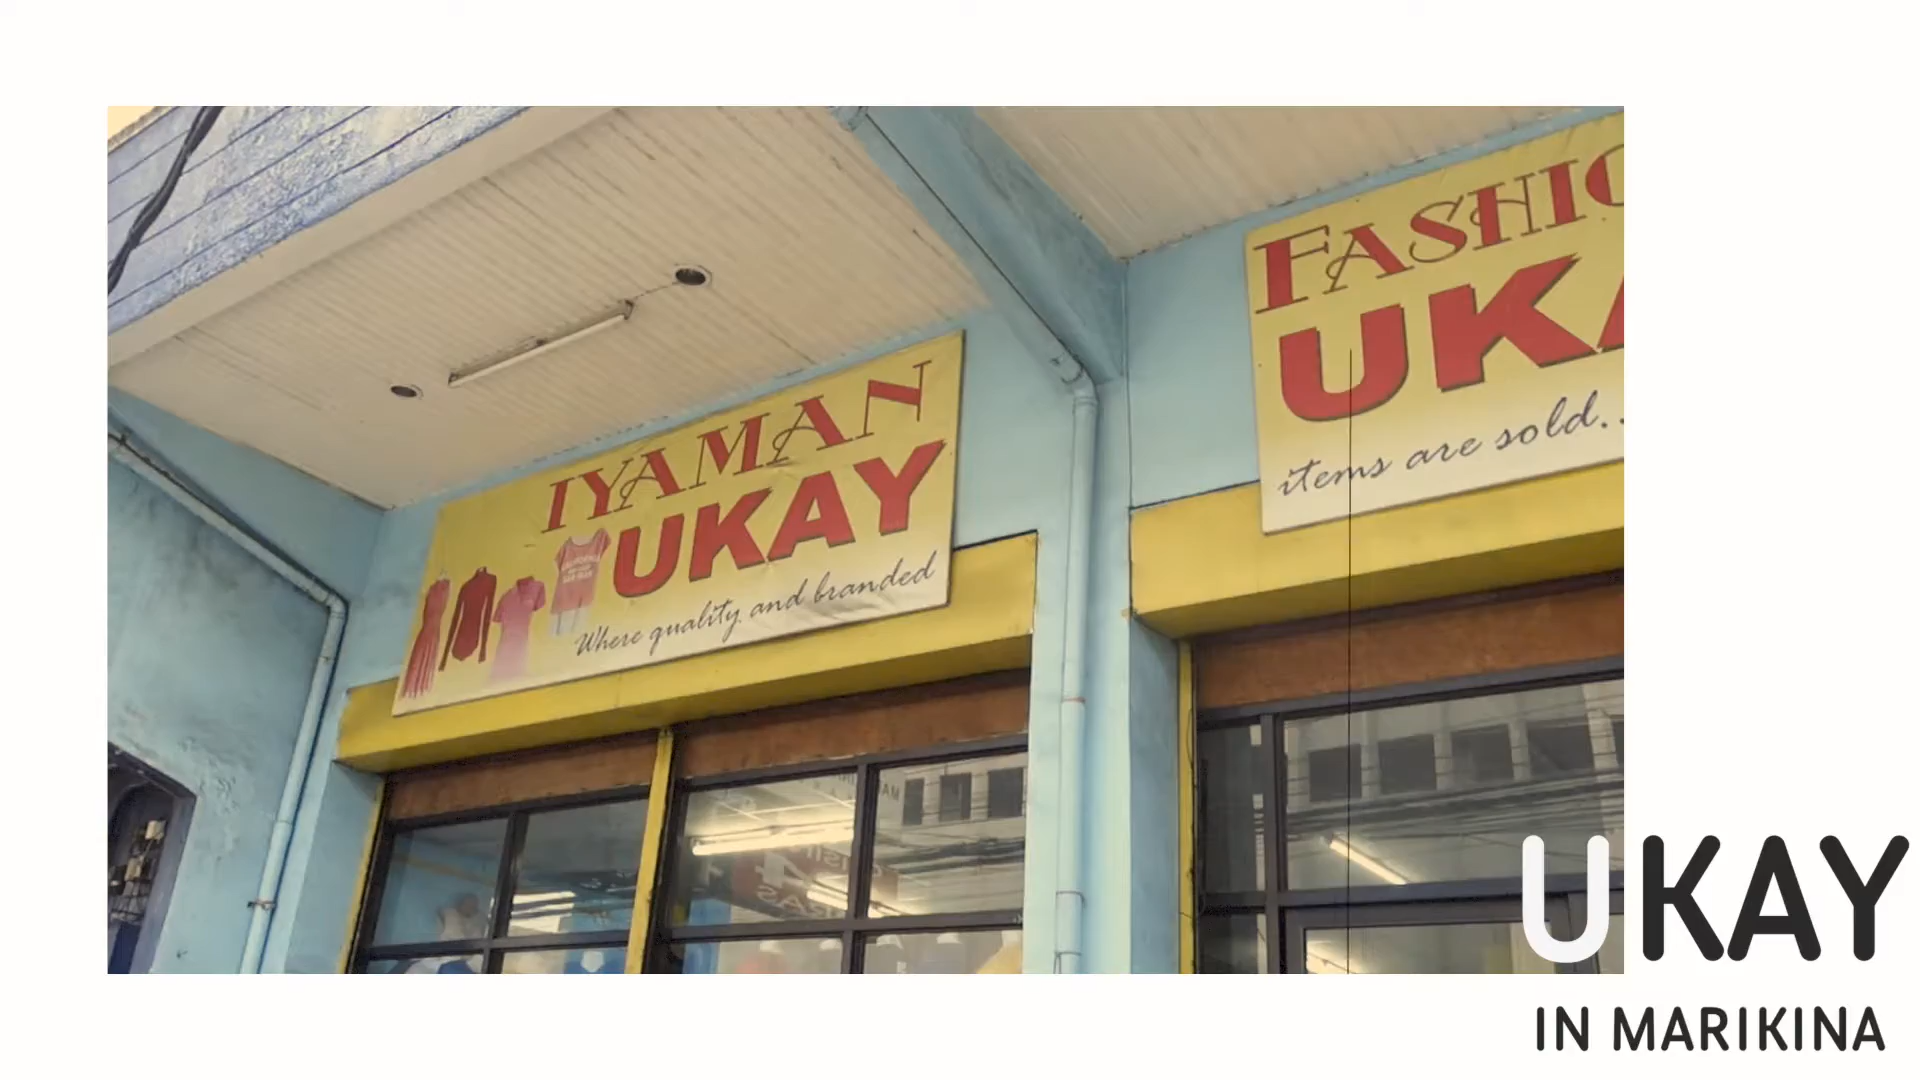 IYAMAN
UKAY
Where quality and branded
FASHIO
UKA
items are sold..
UKAY
IN MARIKINA